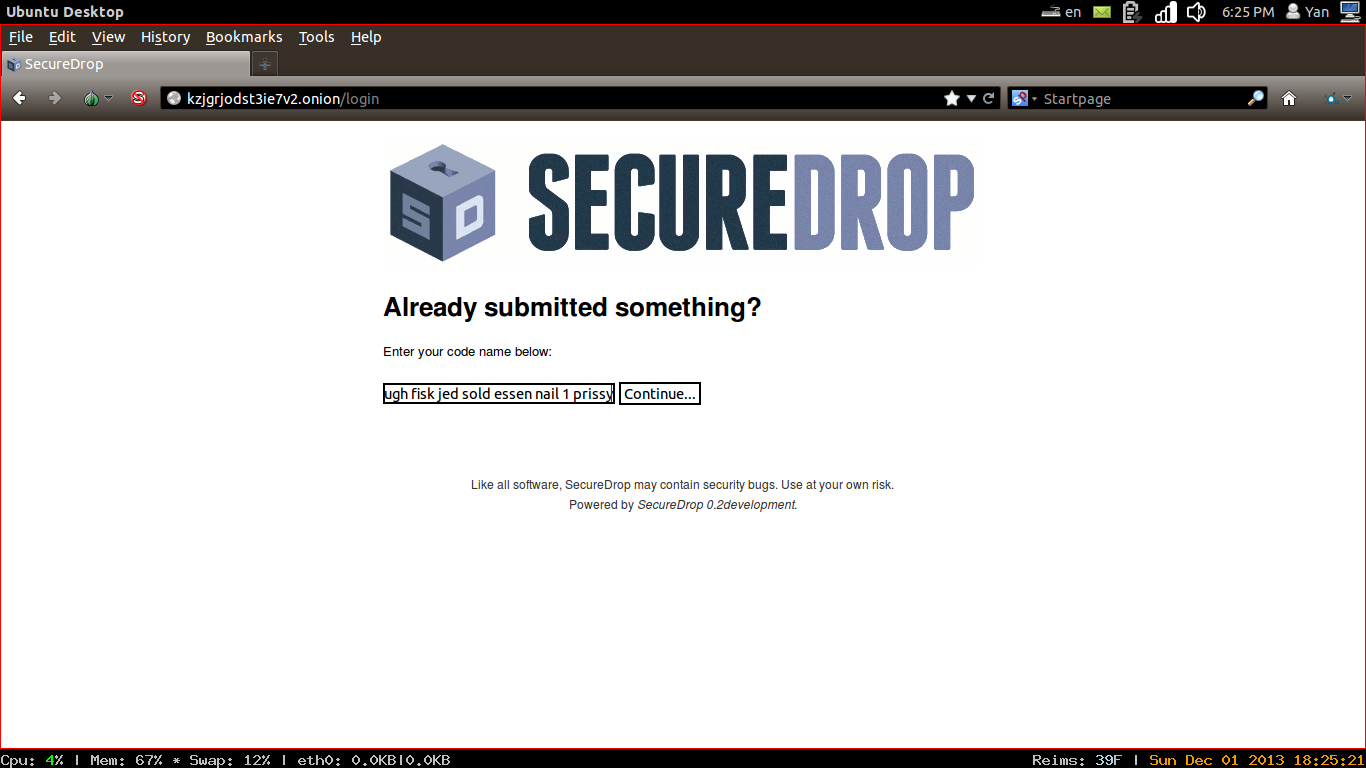 Ubuntu Desktop en 6:25 PM Yan
File Edit View History Bookmarks Tools Help
SecureDrop
kzjgrjodst3ie7v2.onion/login Startpage
S D SECUREDROP
Already submitted something?
Enter your code name below:
ugh fisk jed sold essen nail 1 prissy Continue...
Like all software, SecureDrop may contain security bugs. Use at your own risk.
Powered by SecureDrop 0.2development.
Cpu: 4% | Mem: 67% * Swap: 12% | eth0: 0.0KB|0.0KB Reims: 39F | Sun Dec 01 2013 18:25:21